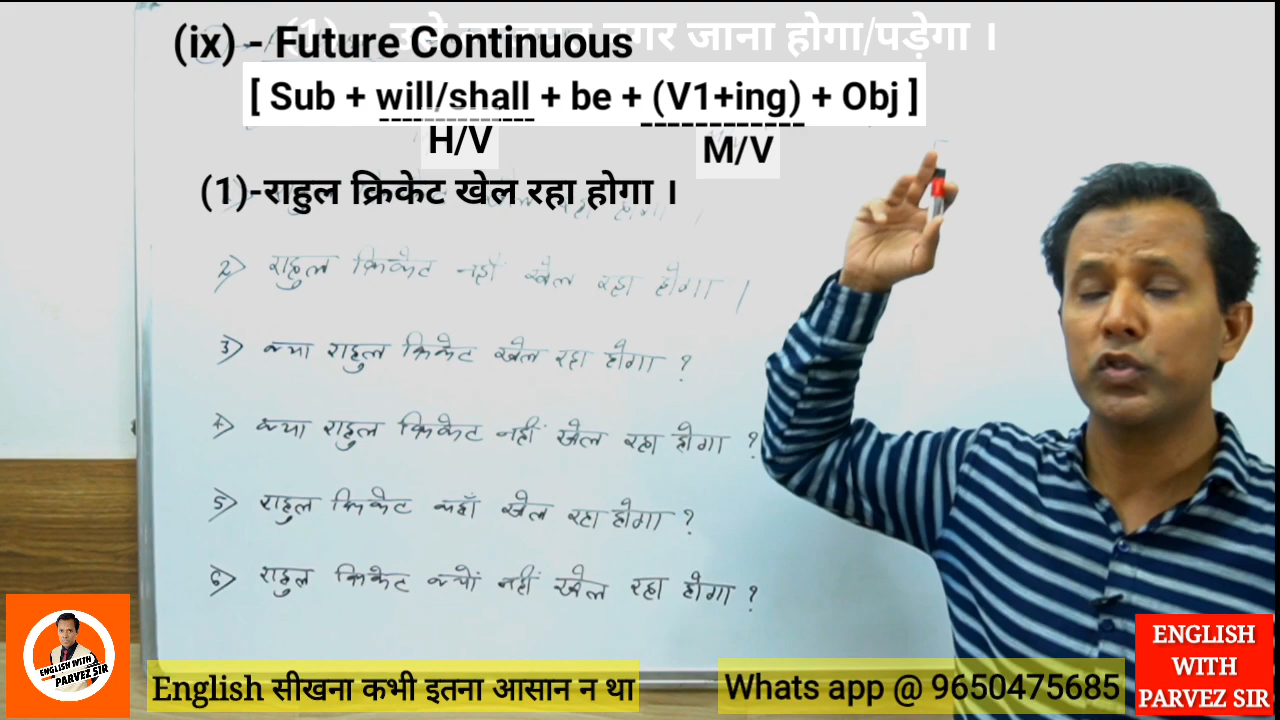 (ix) - Future Continuous
जाना होगा/पड़ेगा ।
[ Sub + will/shall + be + (V1+ing) + Obj ]
H/V
M/V
(1)-राहुल क्रिकेट खेल रहा होगा ।
2) राहुल क्रिकेट नहीं खेल रहा होगा ।
3) क्या राहुल क्रिकेट खेल रहा होगा ?
4) क्या राहुल क्रिकेट नहीं खेल रहा होगा ?
5) राहुल क्रिकेट कहाँ खेल रहा होगा ?
6) राहुल क्रिकेट क्यों नहीं खेल रहा होगा ?
ENGLISH WITH
PARVEZ SIR
English सीखना कभी इतना आसान न था
Whats app @ 9650475685
ENGLISH
WITH
PARVEZ SIR